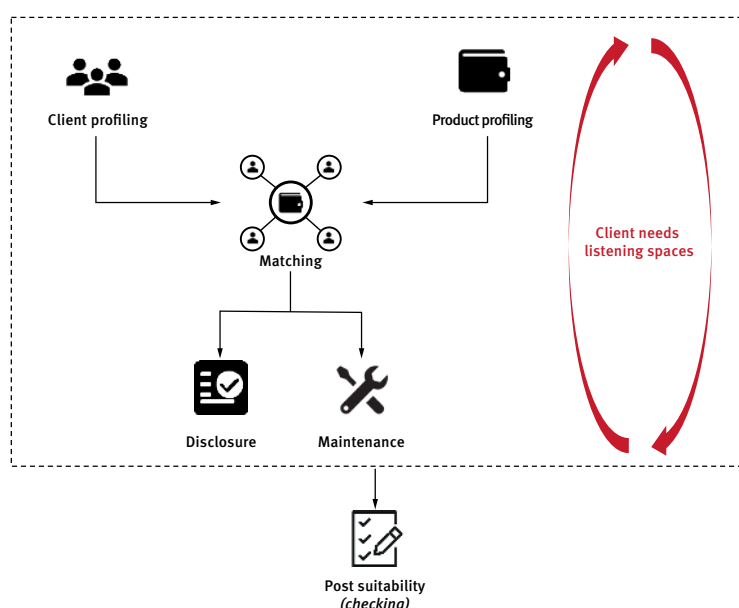 Client profiling
Product profiling
Client needs
listening spaces
Matching
Disclosure
Maintenance
Post suitability
(checking)